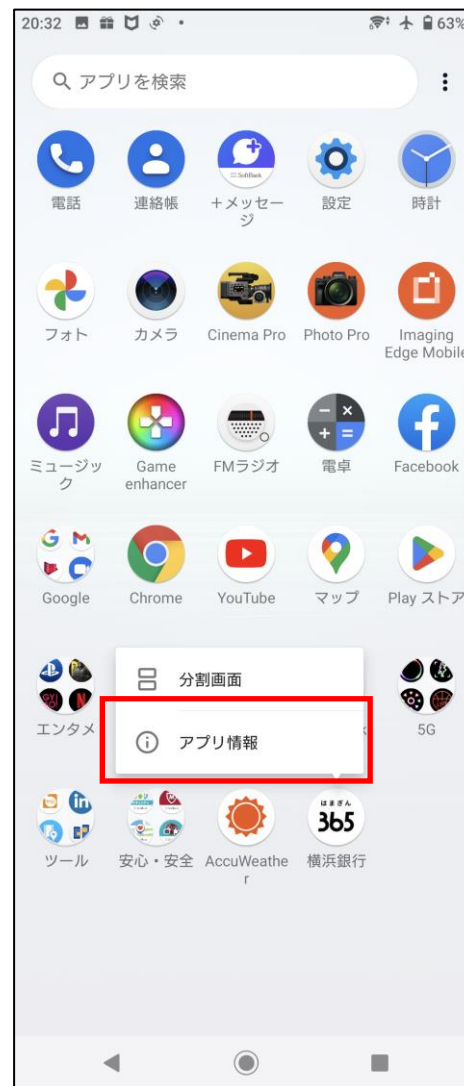 20:32
63%
アプリを検索
SoftBank
電話
連絡帳
+メッセー
ジ
設定
時計
フォト
カメラ
Cinema Pro
Photo Pro
Imaging
Edge Mobile
ミュージッ
ク
Game
enhancer
FMラジオ
電卓
Facebook
Google
Chrome
YouTube
マップ
Play ストア
分割画面
アプリ情報
エンタメ
5G
はまぎん
365
ツール
安心・安全
AccuWeathe
r
横浜銀行